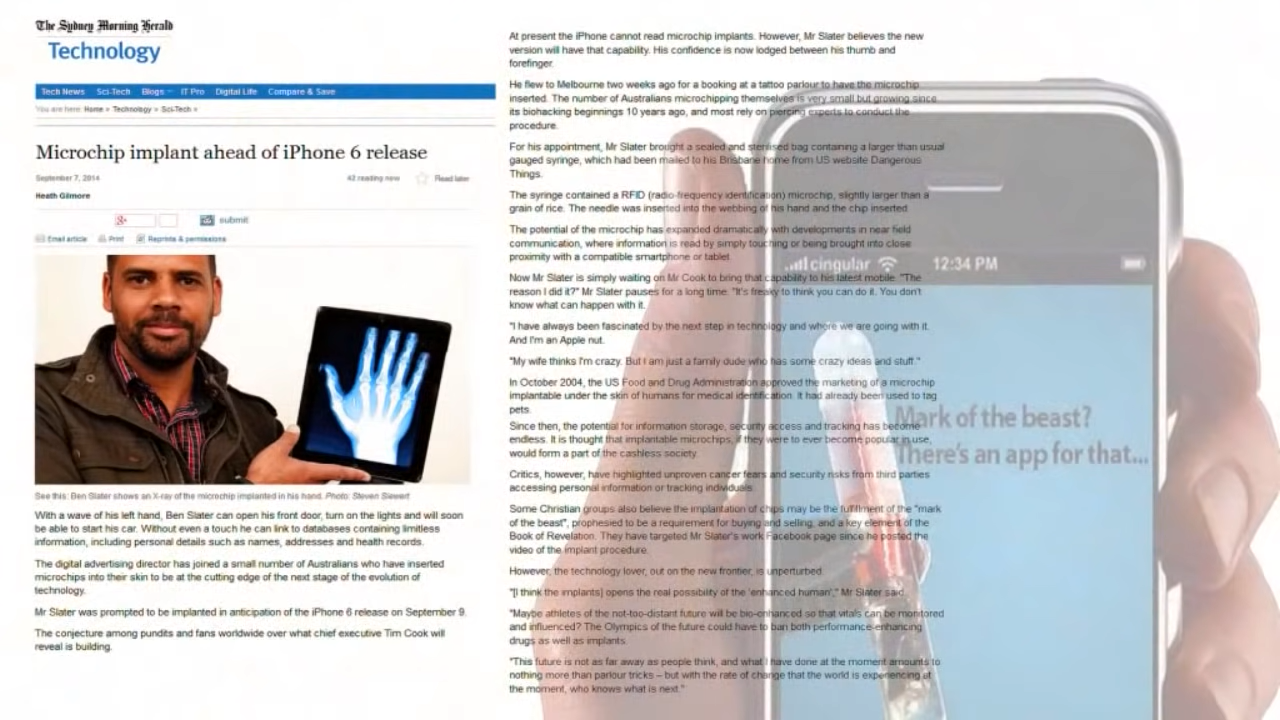 The Sydney Morning Herald
Technology
Tech News Sci-Tech Blogs IT Pro Digital Life Compare & Save
You are here: Home » Technology » Sci-Tech »
Microchip implant ahead of iPhone 6 release
September 7, 2014 42 reading now Read later
Heath Gilmore
submit
Email article Print Reprints & permissions
See this: Ben Slater shows an X-ray of the microchip implanted in his hand. Photo: Steven Siewert
With a wave of his left hand, Ben Slater can open his front door, turn on the lights and will soon
be able to start his car. Without even a touch he can link to databases containing limitless
information, including personal details such as names, addresses and health records.
The digital advertising director has joined a small number of Australians who have inserted
microchips into their skin to be at the cutting edge of the next stage of the evolution of
technology.
Mr Slater was prompted to be implanted in anticipation of the iPhone 6 release on September 9.
The conjecture among pundits and fans worldwide over what chief executive Tim Cook will
reveal is building.
At present the iPhone cannot read microchip implants. However, Mr Slater believes the new
version will have that capability. His confidence is now lodged between his thumb and
forefinger.
He flew to Melbourne two weeks ago for a booking at a tattoo parlour to have the microchip
inserted. The number of Australians microchipping themselves is very small but growing since
its biohacking beginnings 10 years ago, and most rely on piercing experts to conduct the
procedure.
For his appointment, Mr Slater brought a sealed and sterilised bag containing a larger than usual
gauged syringe, which had been mailed to his Brisbane home from US website Dangerous
Things.
The syringe contained a RFID (radio-frequency identification) microchip, slightly larger than a
grain of rice. The needle was inserted into the webbing of his hand and the chip inserted.
The potential of the microchip has expanded dramatically with developments in near field
communication, where information is read by simply touching or being brought into close
proximity with a compatible smartphone or tablet.
Now Mr Slater is simply waiting on Mr Cook to bring that capability to his latest mobile. "The
reason I did it?" Mr Slater pauses for a long time. "It's freaky to think you can do it. You don't
know what can happen with it.
"I have always been fascinated by the next step in technology and where we are going with it.
And I'm an Apple nut.
"My wife thinks I'm crazy. But I am just a family dude who has some crazy ideas and stuff."
In October 2004, the US Food and Drug Administration approved the marketing of a microchip
implantable under the skin of humans for medical identification. It had already been used to tag
pets.
Since then, the potential for information storage, security access and tracking has become
endless. It is thought that implantable microchips, if they were to ever become popular in use,
would form a part of the cashless society.
Critics, however, have highlighted unproven cancer fears and security risks from third parties
accessing personal information or tracking individuals.
Some Christian groups also believe the implantation of chips may be the fulfillment of the "mark
of the beast", prophesied to be a requirement for buying and selling, and a key element of the
Book of Revelation. They have targeted Mr Slater's work Facebook page since he posted the
video of the implant procedure.
However, the technology lover, out on the new frontier, is unperturbed.
"[I think the implants] opens the real possibility of the 'enhanced human'," Mr Slater said.
"Maybe athletes of the not-too-distant future will be bio-enhanced so that vitals can be monitored
and influenced? The Olympics of the future could have to ban both performance-enhancing
drugs as well as implants.
"This future is not as far away as people think, and what I have done at the moment amounts to
nothing more than parlour tricks – but with the rate of change that the world is experiencing at
the moment, who knows what is next."
cingular 12:34 PM
Mark of the beast?
There's an app for that...